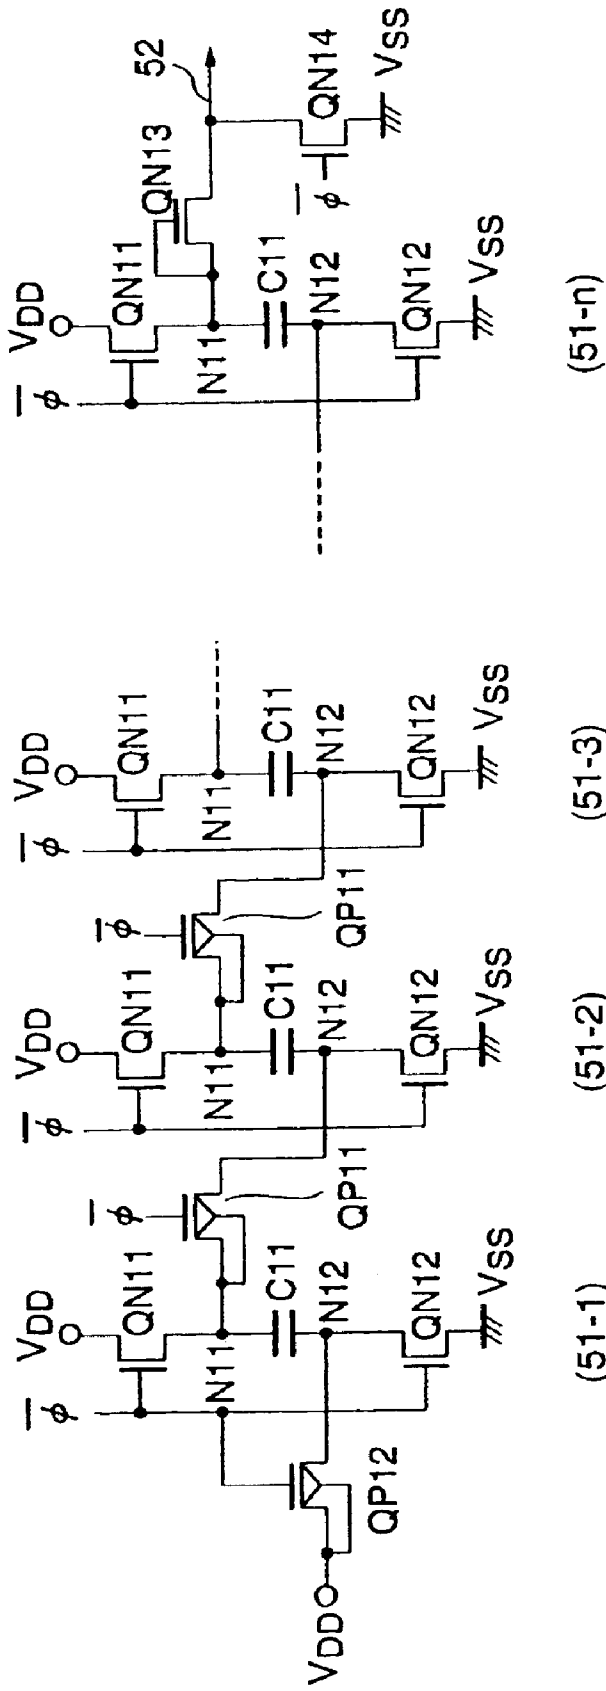 V_DD
φ̅
QN11
N11
C11
N12
QN12
V_SS
QP12
V_DD
(51-1)
φ̅
QP11
V_DD
φ̅
QN11
N11
C11
N12
QN12
V_SS
(51-2)
φ̅
QP11
V_DD
φ̅
QN11
N11
C11
N12
QN12
V_SS
(51-3)
V_DD
φ̅
QN11
N11
C11
N12
QN12
V_SS
(51-n)
QN13
52
φ̅
QN14
V_SS